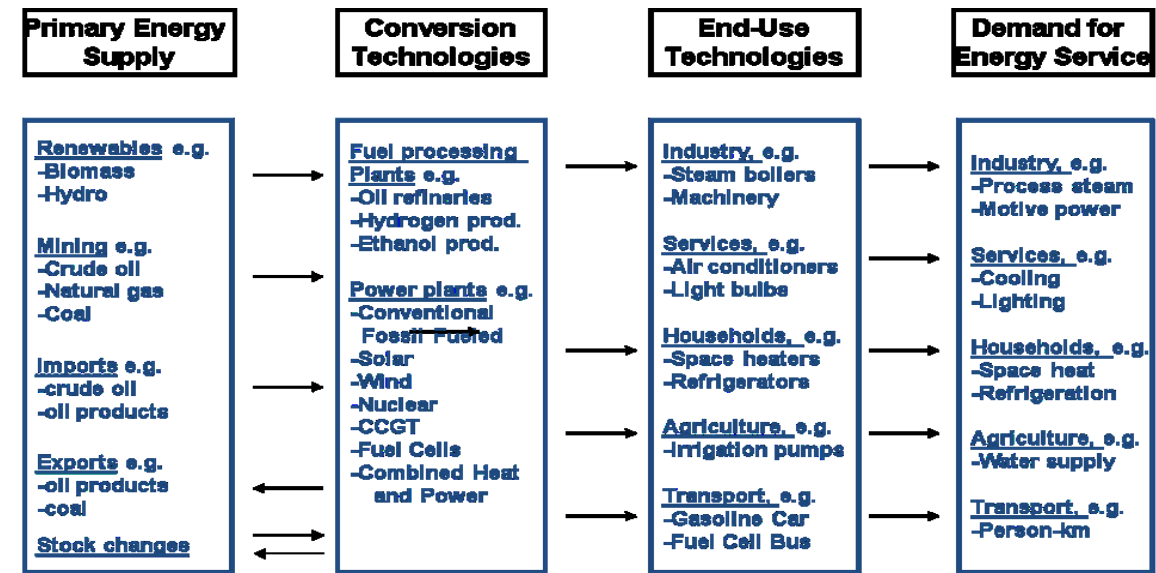 Primary Energy
Supply
Conversion
Technologies
End-Use
Technologies
Demand for
Energy Service
Renewables e.g.
-Biomass
-Hydro
Mining e.g.
-Crude oil
-Natural gas
-Coal
Imports e.g.
-crude oil
-oil products
Exports e.g.
-oil products
-coal
Stock changes
Fuel processing
Plants e.g.
-Oil refineries
-Hydrogen prod.
-Ethanol prod.
Power plants e.g.
-Conventional
Fossil Fueled
-Solar
-Wind
-Nuclear
-CCGT
-Fuel Cells
-Combined Heat
and Power
Industry, e.g.
-Steam boilers
-Machinery
Services, e.g.
-Air conditioners
-Light bulbs
Households, e.g.
-Space heaters
-Refrigerators
Agriculture, e.g.
-Irrigation pumps
Transport, e.g.
-Gasoline Car
-Fuel Cell Bus
Industry, e.g.
-Process steam
-Motive power
Services, e.g.
-Cooling
-Lighting
Households, e.g.
-Space heat
-Refrigeration
Agriculture, e.g.
-Water supply
Transport, e.g.
-Person-km